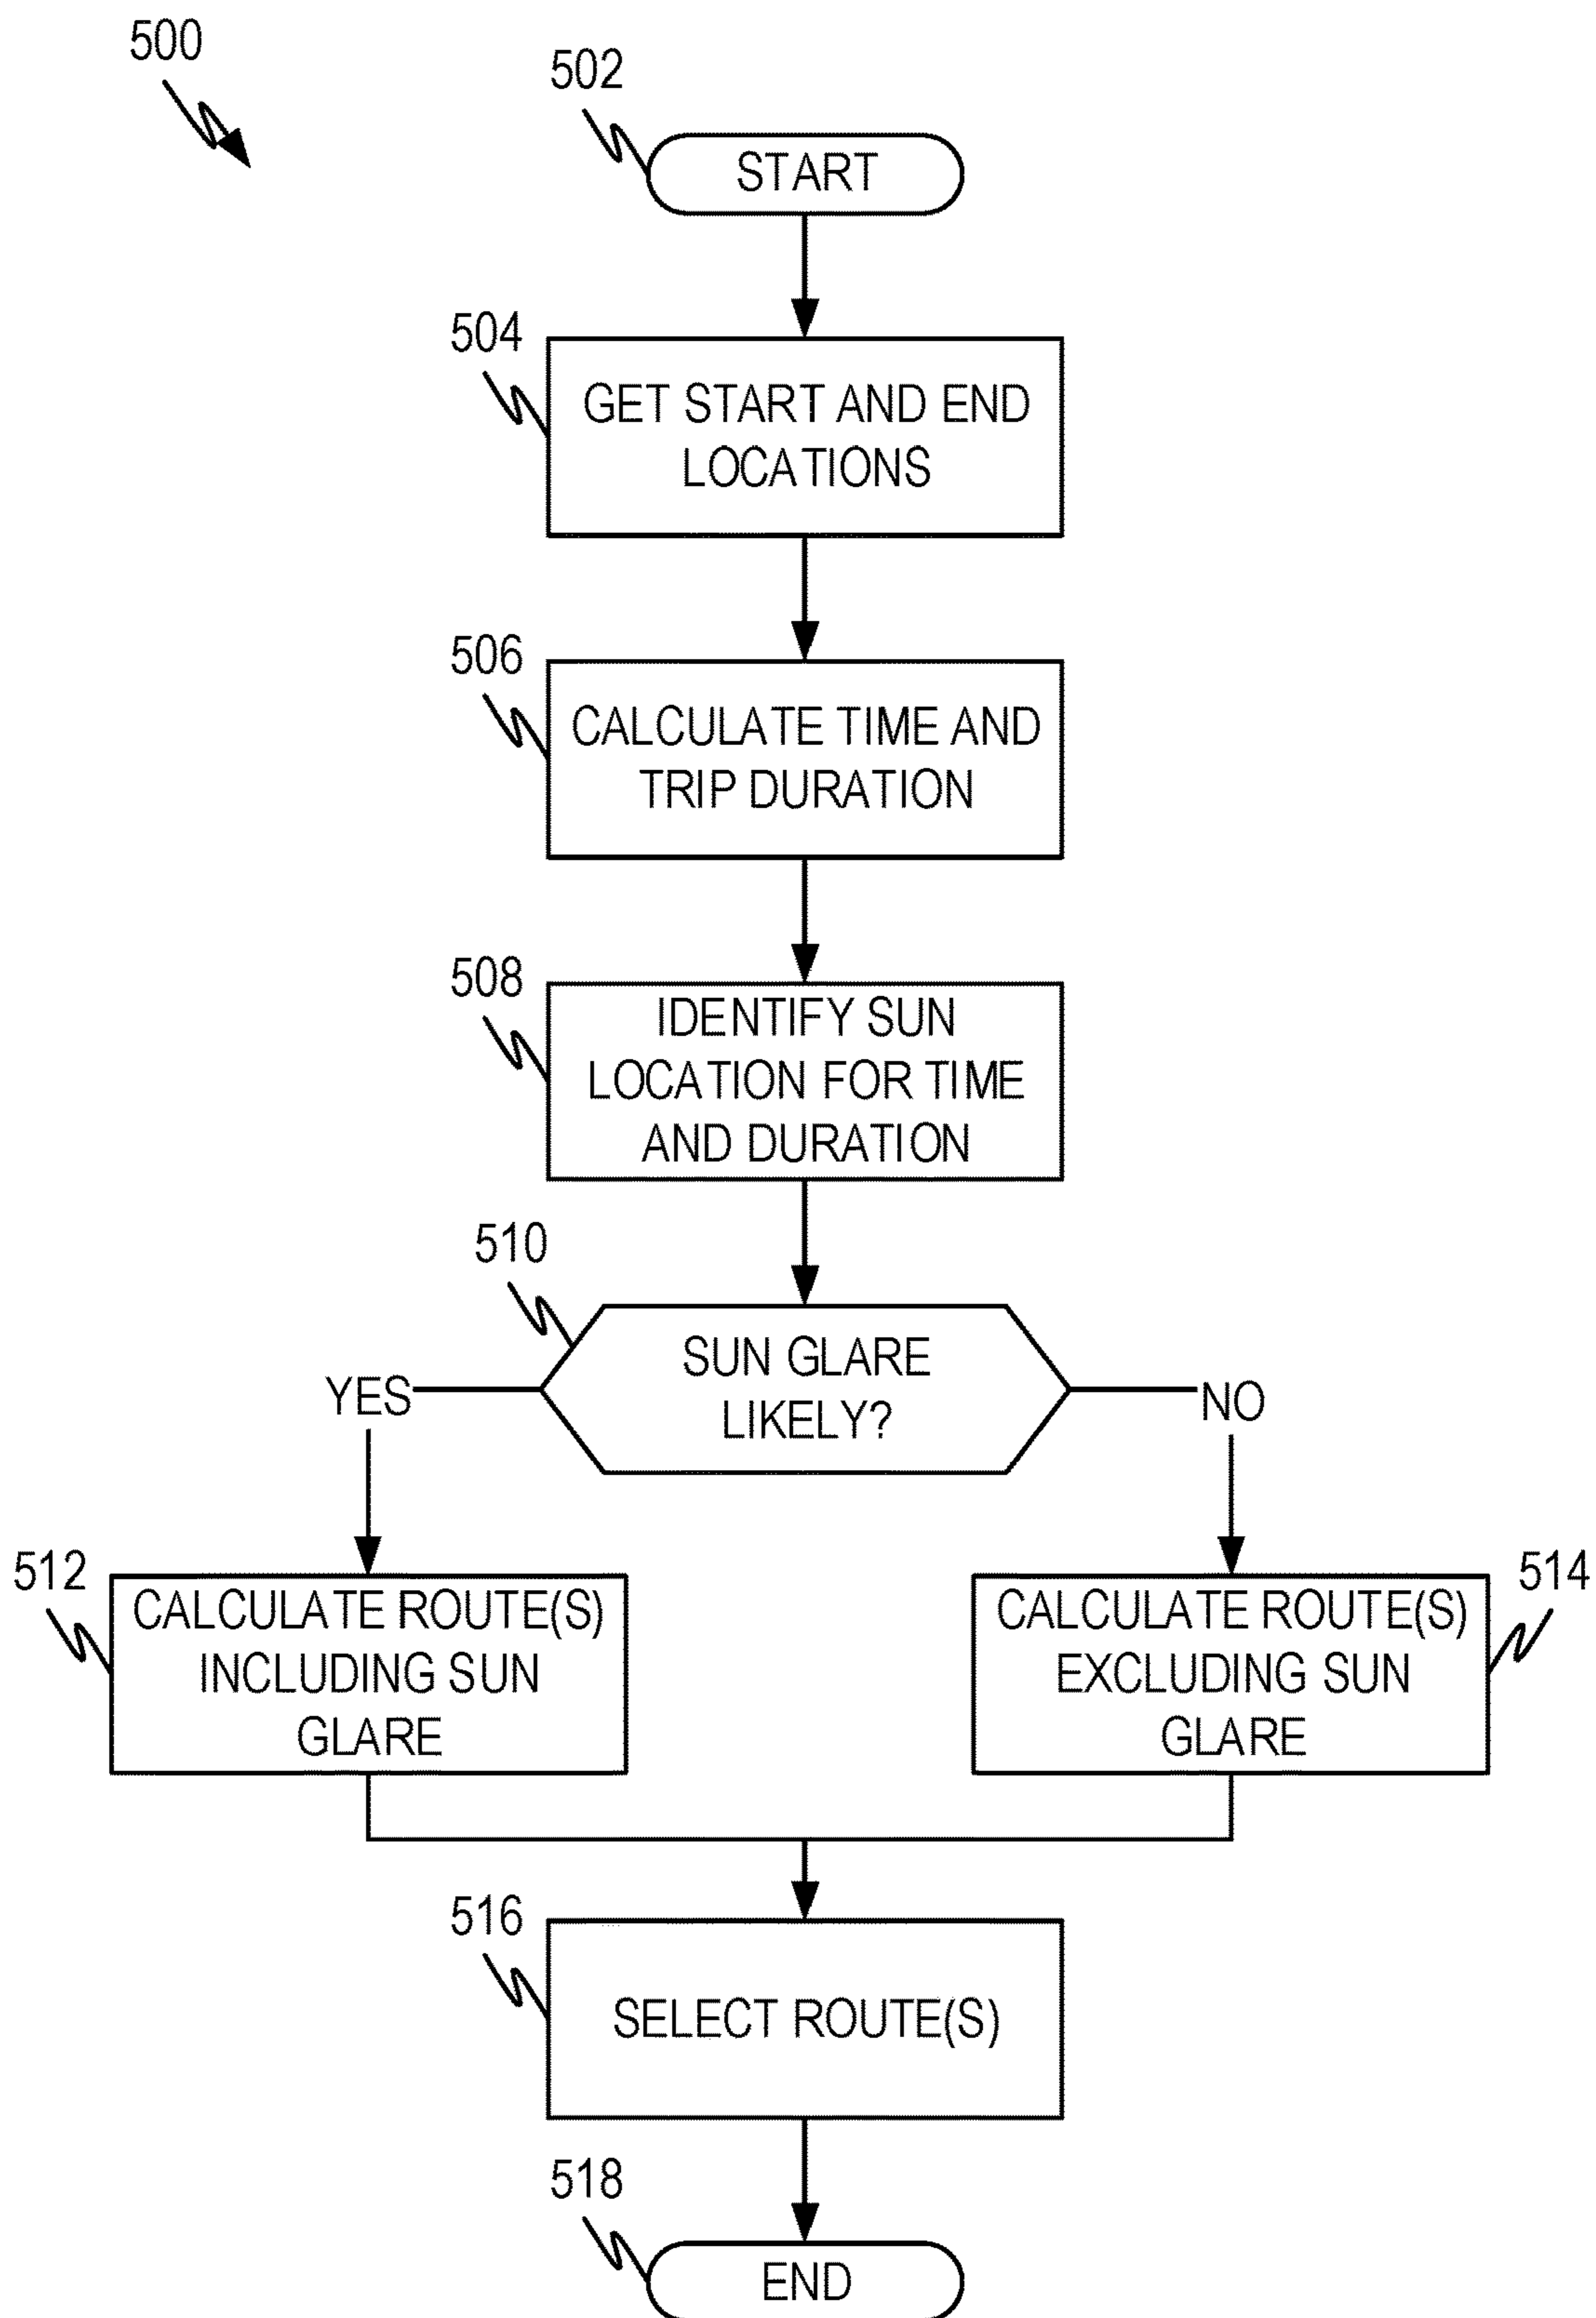 500
502
START
504
GET START AND END
LOCATIONS
506
CALCULATE TIME AND
TRIP DURATION
508
IDENTIFY SUN
LOCATION FOR TIME
AND DURATION
510
SUN GLARE
LIKELY?
YES
NO
512
CALCULATE ROUTE(S)
INCLUDING SUN
GLARE
514
CALCULATE ROUTE(S)
EXCLUDING SUN
GLARE
516
SELECT ROUTE(S)
518
END